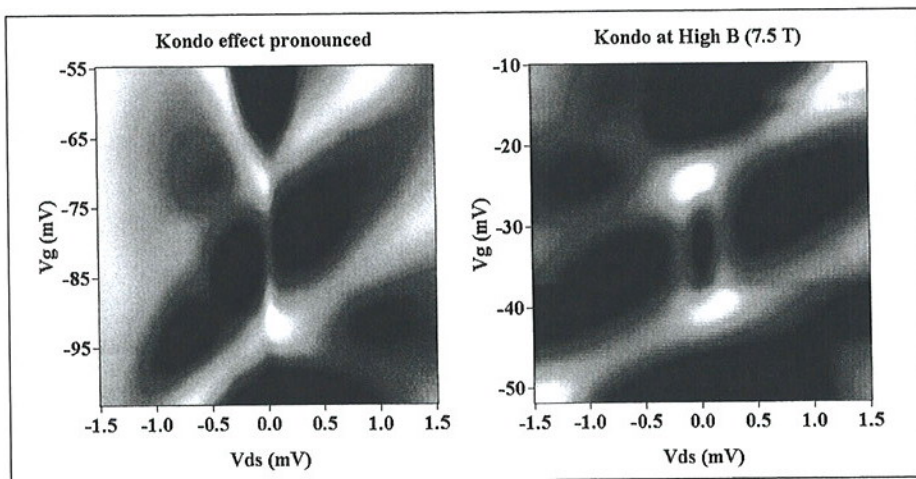 Kondo effect pronounced
-55
-65
-75
-85
-95
Vg (mV)
-1.5 -1.0 -0.5 0.0 0.5 1.0 1.5
Vds (mV)
Kondo at High B (7.5 T)
-10
-20
-30
-40
-50
Vg (mV)
-1.5 -1.0 -0.5 0.0 0.5 1.0 1.5
Vds (mV)